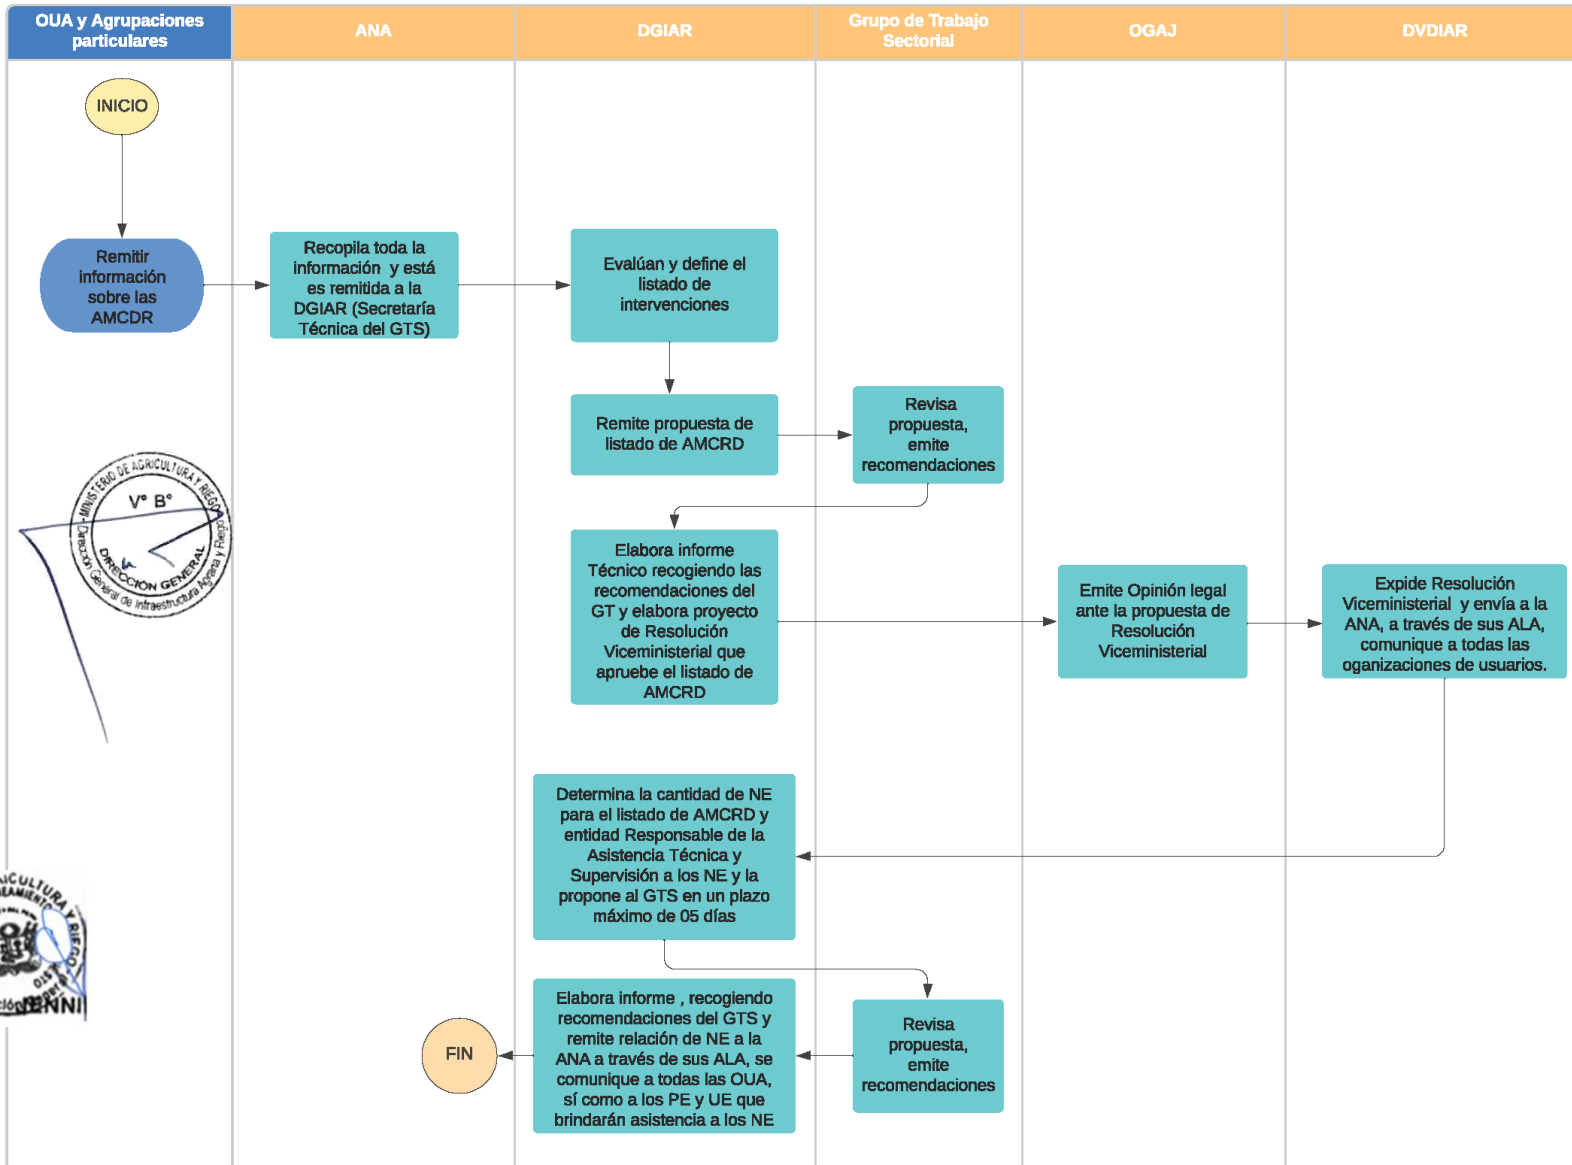 OUA y Agrupaciones
particulares
ANA
DGIAR
Grupo de Trabajo
Sectorial
OGAJ
DVDIAR
INICIO
Remitir
información
sobre las
AMCDR
Recopila toda la
información y está
es remitida a la
DGIAR (Secretaría
Técnica del GTS)
Evalúan y define el
listado de
intervenciones
Remite propuesta de
listado de AMCRD
Revisa
propuesta,
emite
recomendaciones
MINISTERIO DE AGRICULTURA Y RIEGO
V° B°
DIRECCIÓN GENERAL
Dirección General de Infraestructura Agraria y Riego
Elabora informe
Técnico recogiendo las
recomendaciones del
GT y elabora proyecto
de Resolución
Viceministerial que
apruebe el listado de
AMCRD
Emite Opinión legal
ante la propuesta de
Resolución
Viceministerial
Expide Resolución
Viceministerial y envía a la
ANA, a través de sus ALA,
comunique a todas las
oganizaciones de usuarios.
Determina la cantidad de NE
para el listado de AMCRD y
entidad Responsable de la
Asistencia Técnica y
Supervisión a los NE y la
propone al GTS en un plazo
máximo de 05 días
Y RIEGO
JENNI
Elabora informe , recogiendo
recomendaciones del GTS y
remite relación de NE a la
ANA a través de sus ALA, se
comunique a todas las OUA,
sí como a los PE y UE que
brindarán asistencia a los NE
Revisa
propuesta,
emite
recomendaciones
FIN